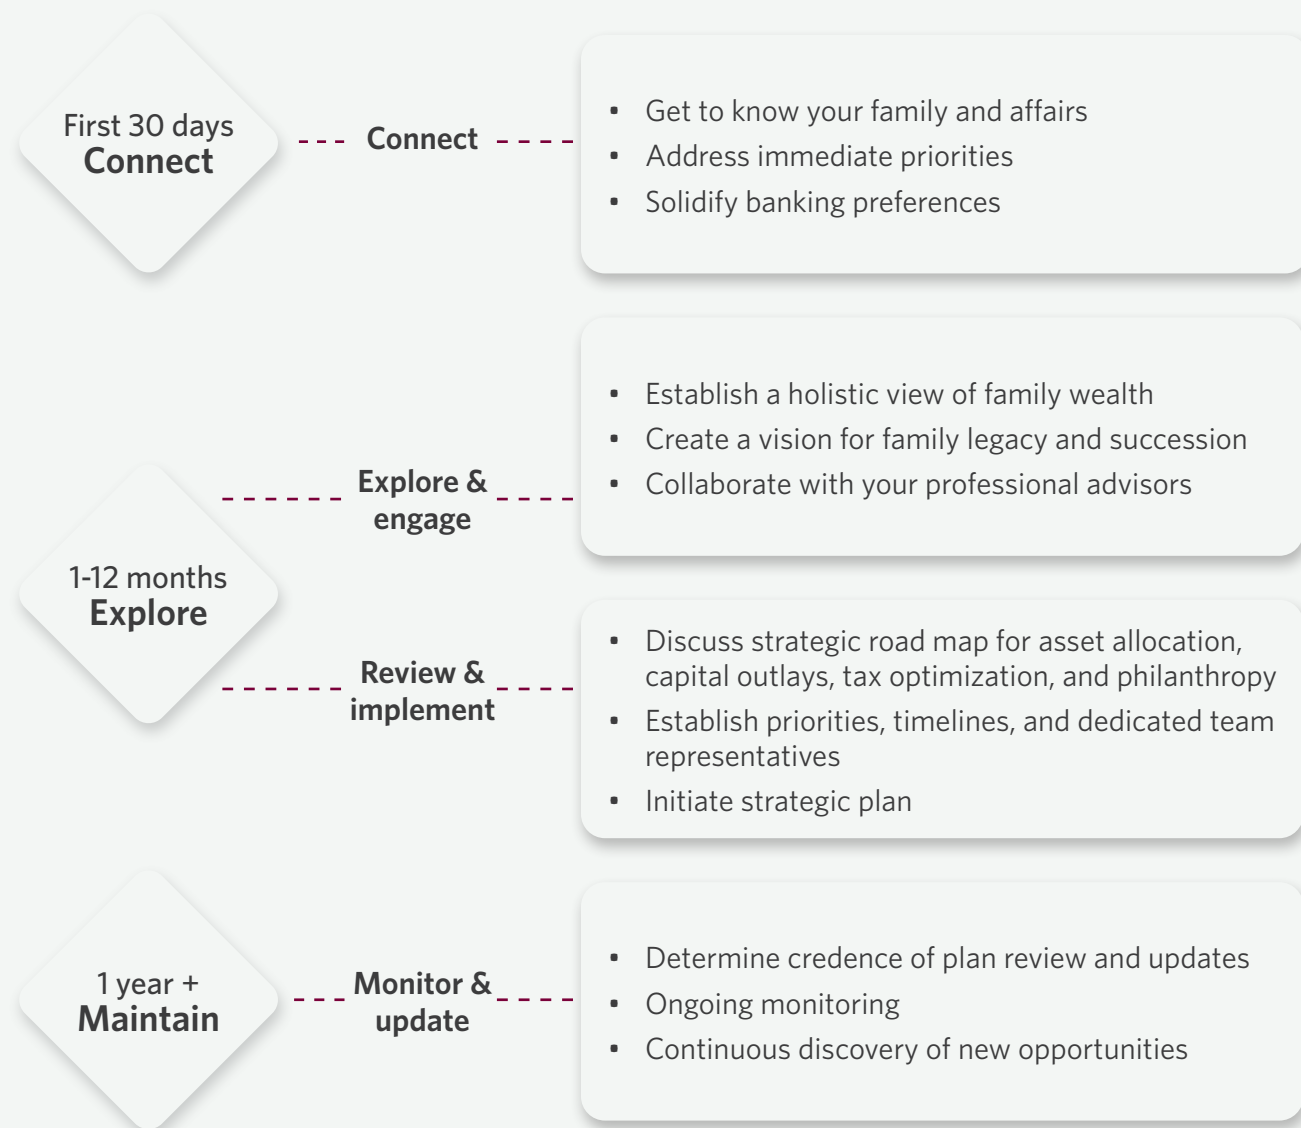 First 30 days
Connect
Connect
• Get to know your family and affairs
• Address immediate priorities
• Solidify banking preferences
1-12 months
Explore
Explore &
engage
• Establish a holistic view of family wealth
• Create a vision for family legacy and succession
• Collaborate with your professional advisors
Review &
implement
• Discuss strategic road map for asset allocation,
capital outlays, tax optimization, and philanthropy
• Establish priorities, timelines, and dedicated team
representatives
• Initiate strategic plan
1 year +
Maintain
Monitor &
update
• Determine credence of plan review and updates
• Ongoing monitoring
• Continuous discovery of new opportunities